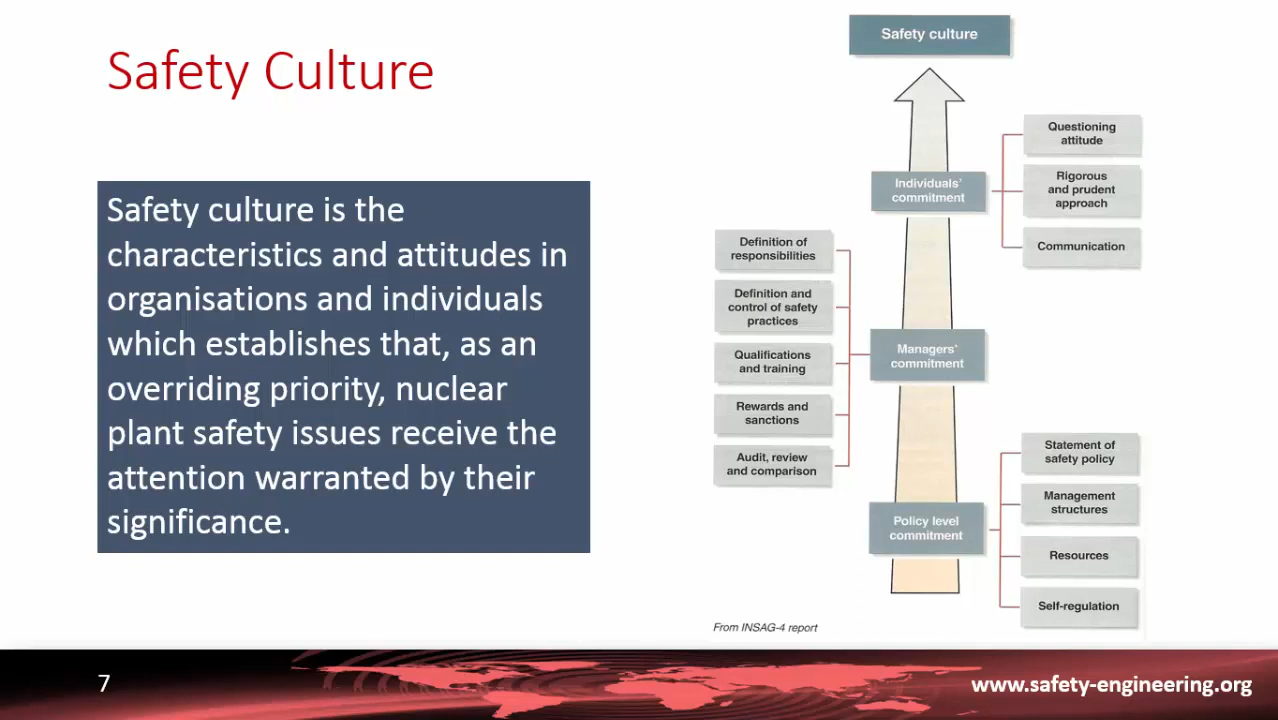 Safety Culture
Safety culture is the
characteristics and attitudes in
organisations and individuals
which establishes that, as an
overriding priority, nuclear
plant safety issues receive the
attention warranted by their
significance.
Safety culture
Individuals'
commitment
Questioning
attitude
Rigorous
and prudent
approach
Communication
Managers'
commitment
Definition of
responsibilities
Definition and
control of safety
practices
Qualifications
and training
Rewards and
sanctions
Audit, review
and comparison
Policy level
commitment
Statement of
safety policy
Management
structures
Resources
Self-regulation
From INSAG-4 report
7
www.safety-engineering.org